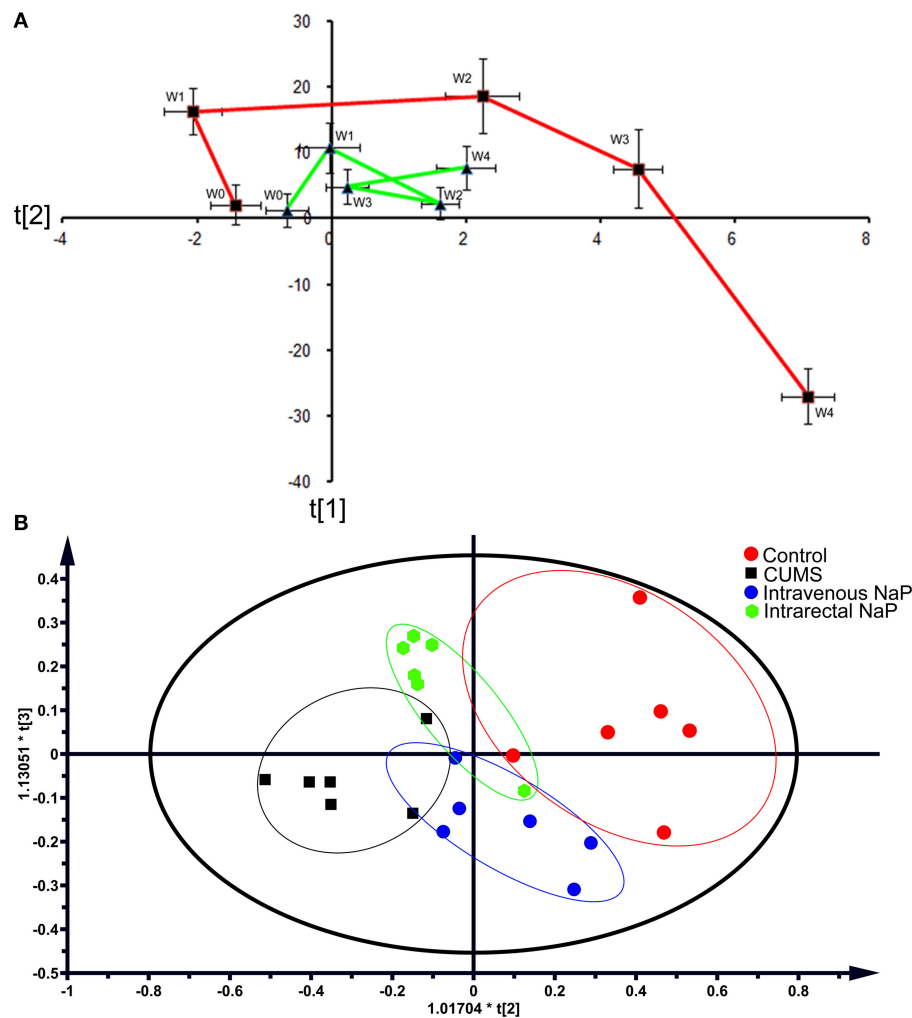 A
30
20
10
0
-10
-20
-30
-40
-4
-2
0
2
4
6
8
t[2]
t[1]
W1
W0
W2
W3
W4
W0
W1
W3
W2
W4
B
Control
CUMS
Intravenous NaP
Intrarectal NaP
0.4
0.3
0.2
0.1
0
-0.1
-0.2
-0.3
-0.4
-0.5
1.13051 * t[3]
-1
-0.8
-0.6
-0.4
-0.2
0
0.2
0.4
0.6
0.8
1.01704 * t[2]